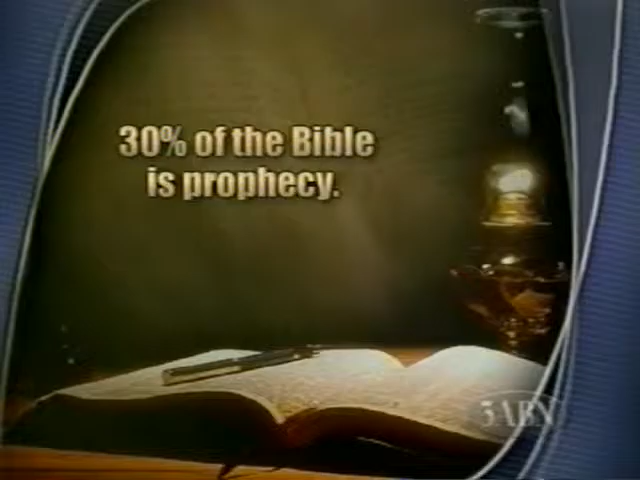 30% of the Bible
is prophecy.
3ABN